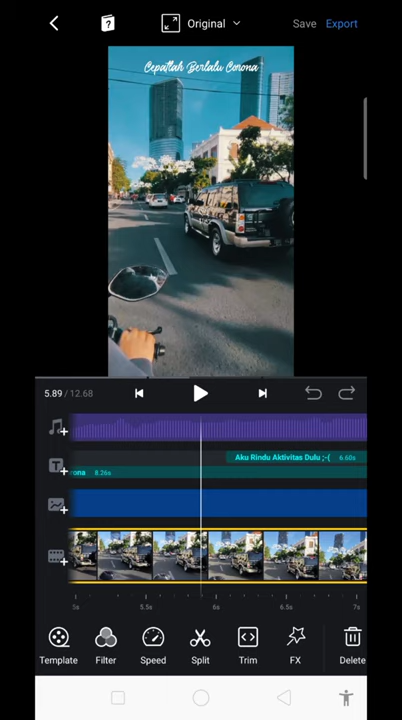 Original
Save
Export
Cepatlah Berlalu Corona
5.89 / 12.68
Aku Rindu Aktivitas Dulu ;-( 6.60s
rona 8.26s
5s 5.5s 6s 6.5s 7s
Template Filter Speed Split Trim FX Delete